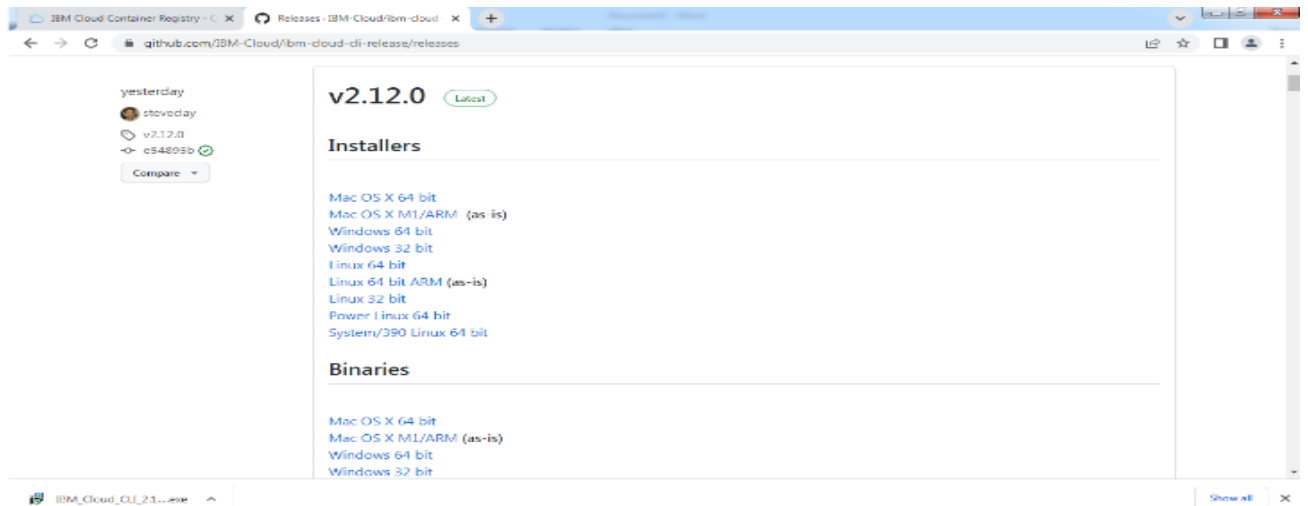 IBM Cloud Container Registry - C
Releases · IBM-Cloud/ibm-cloud-
github.com/IBM-Cloud/ibm-cloud-cli-release/releases
yesterday
steveclay
v2.12.0
Compare
v2.12.0 Latest
Installers
Mac OS X 64 bit
Mac OS X M1/ARM (as-is)
Windows 64 bit
Windows 32 bit
Linux 64 bit
Linux 64 bit ARM (as-is)
Linux 32 bit
Power Linux 64 bit
System/390 Linux 64 bit
Binaries
Mac OS X 64 bit
Mac OS X M1/ARM (as-is)
Windows 64 bit
Windows 32 bit
IBM_Cloud_CLI_2.1....exe
Show all